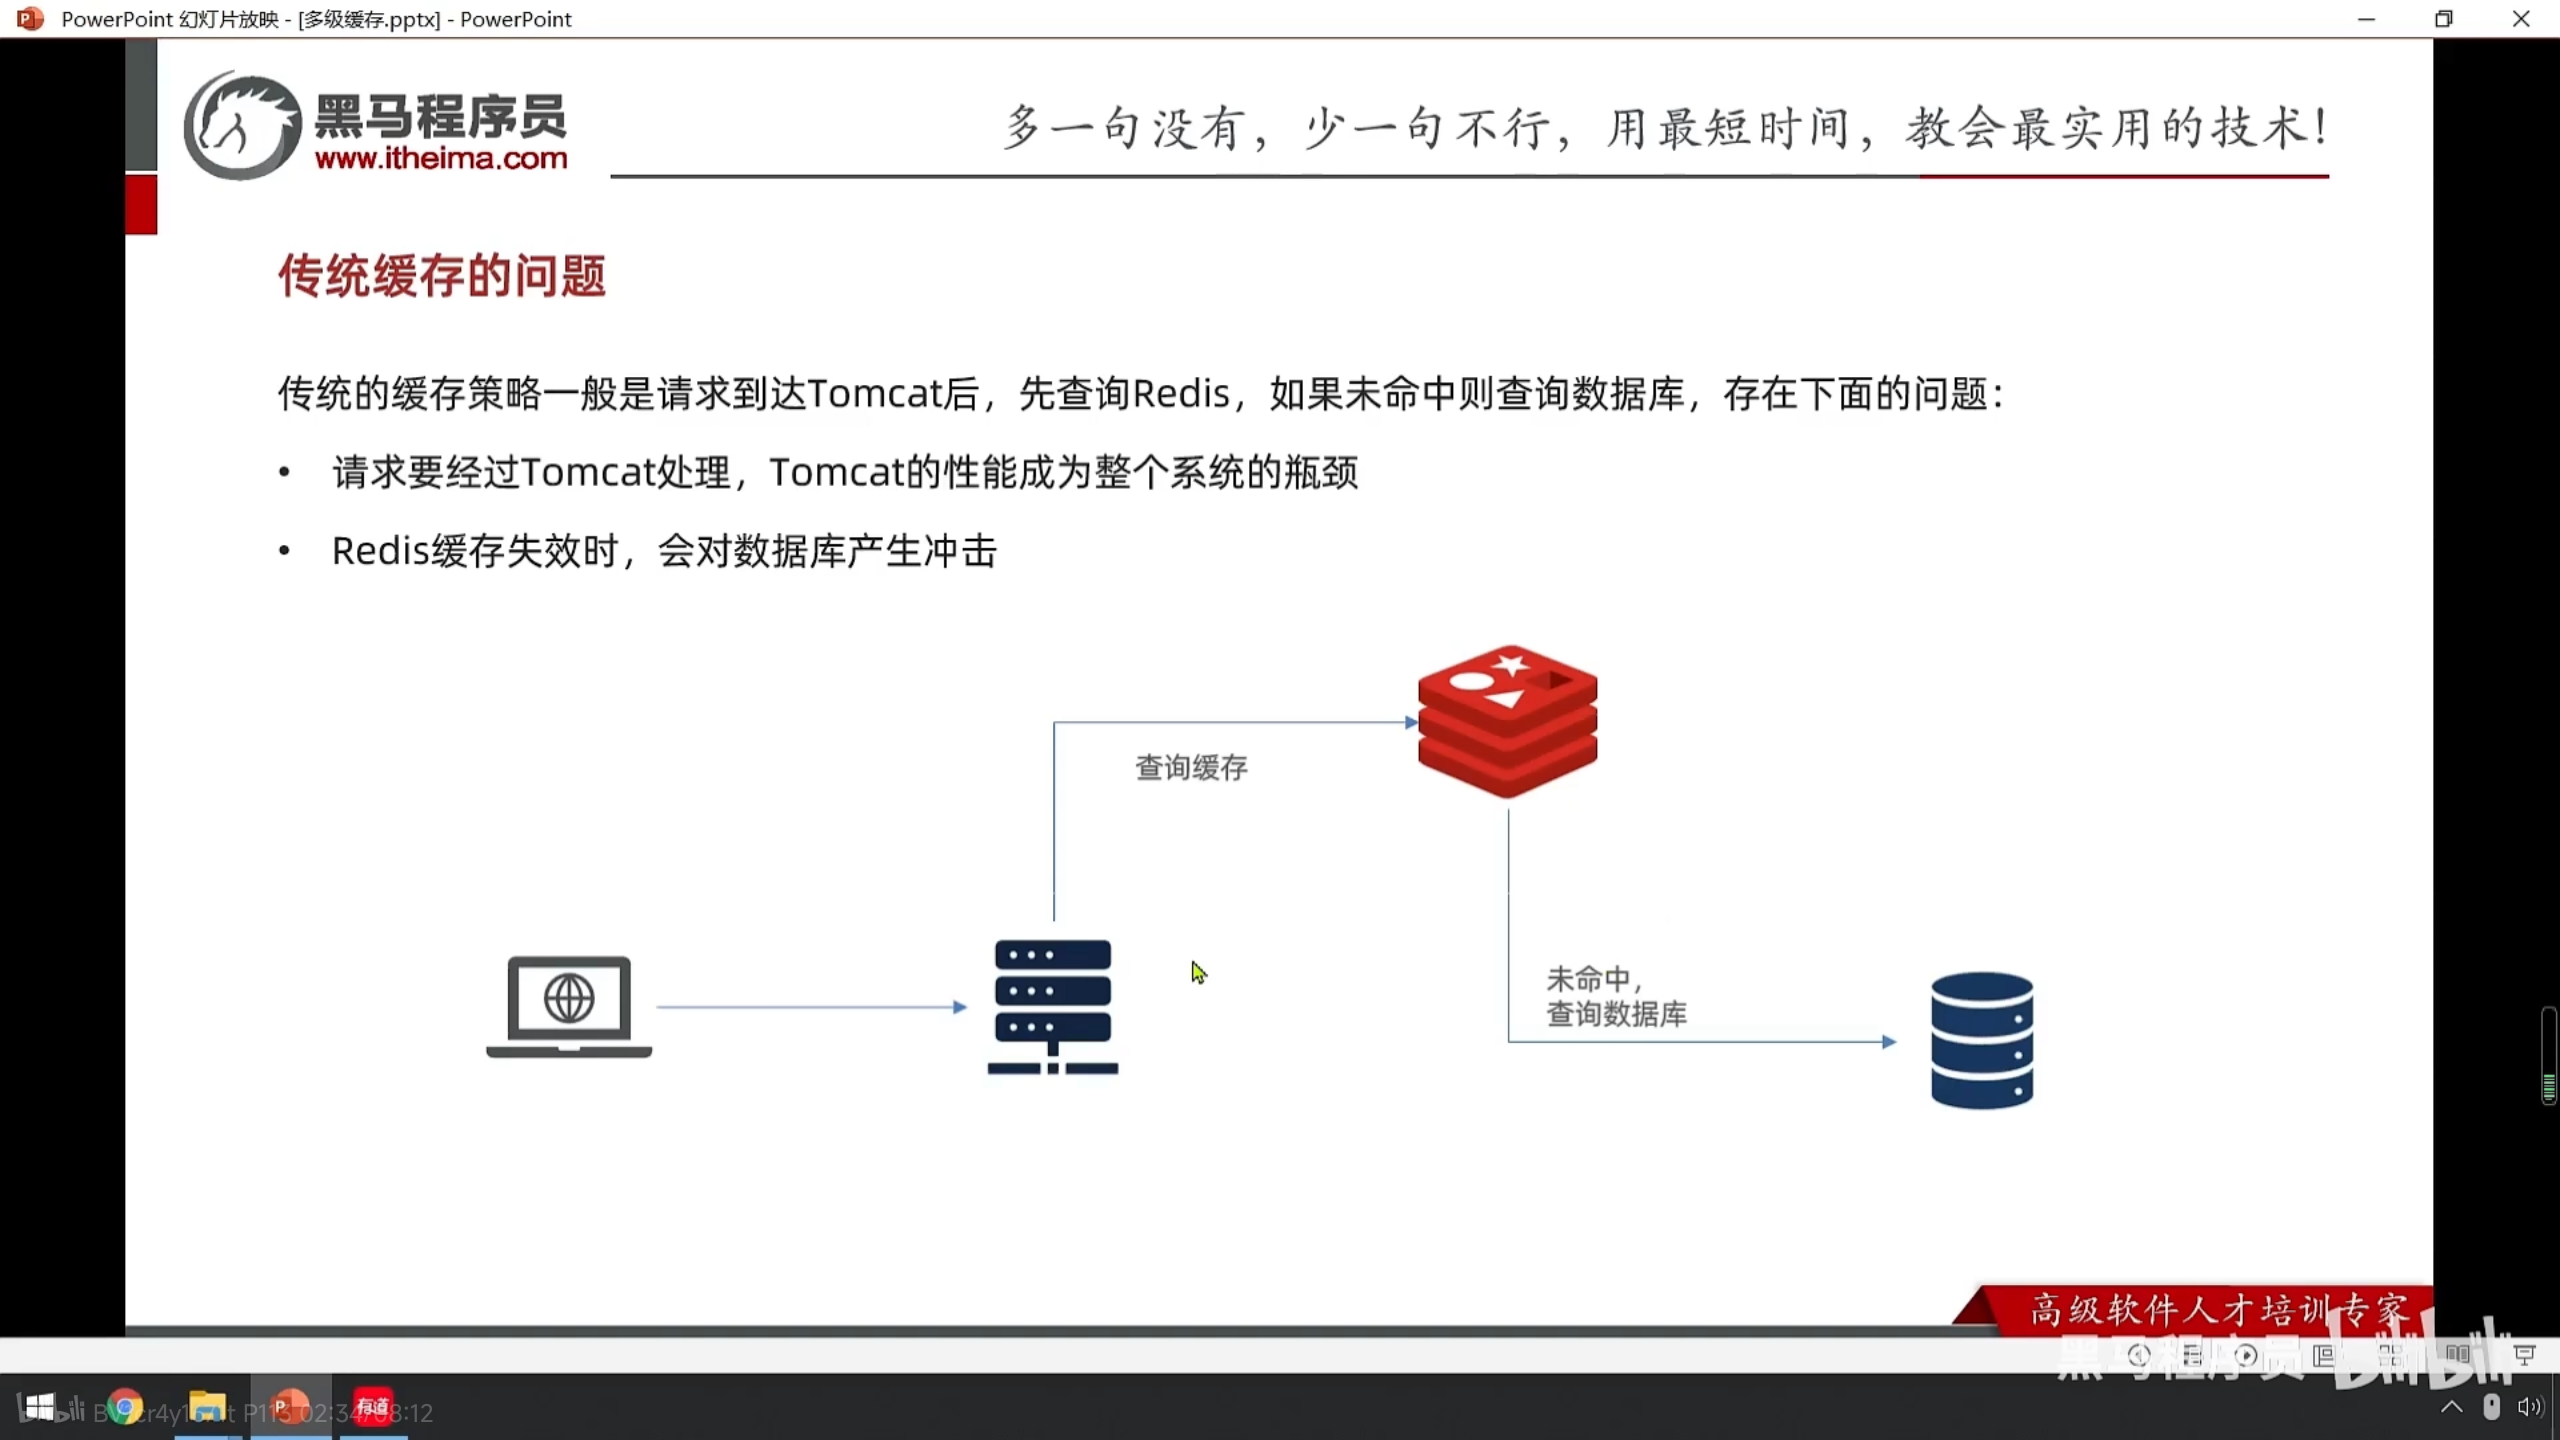 PowerPoint 幻灯片放映 - [多级缓存.pptx] - PowerPoint
黑马程序员
www.itheima.com
多一句没有，少一句不行，用最短时间，教会最实用的技术！
传统缓存的问题
传统的缓存策略一般是请求到达Tomcat后，先查询Redis，如果未命中则查询数据库，存在下面的问题：
• 请求要经过Tomcat处理，Tomcat的性能成为整个系统的瓶颈
• Redis缓存失效时，会对数据库产生冲击
查询缓存
未命中，
查询数据库
高级软件人才培训专家
黑马程序员 bilibili
bilibili
P113 02:34/08:12
有道